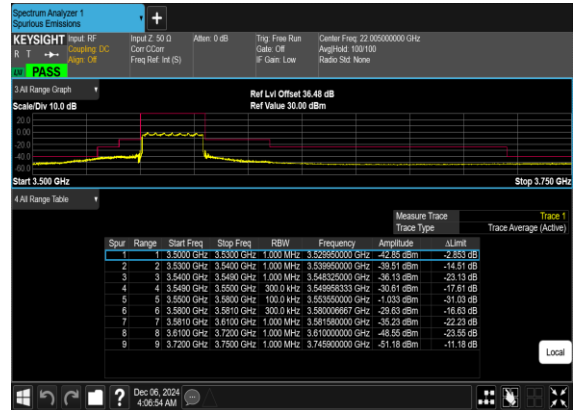 Spectrum Analyzer 1
Spurious Emissions
KEYSIGHT Input: RF Input Z: 50 Ω Atten: 0 dB Trig: Free Run Center Freq: 22.005000000 GHz
R T Coupling: DC Corr CCorr Gate: Off Avg|Hold: 100/100
Align: Off Freq Ref: Int (S) IF Gain: Low Radio Std: None
PASS
3 All Range Graph
Ref Lvl Offset 36.48 dB
Scale/Div 10.0 dB Ref Value 30.00 dBm
20.0
0.00
-20.0
-40.0
-60.0
Start 3.500 GHz Stop 3.750 GHz
4 All Range Table
Measure Trace Trace 1
Trace Type Trace Average (Active)
Spur Range Start Freq Stop Freq RBW Frequency Amplitude ΔLimit
1 1 3.5000 GHz 3.5300 GHz 1.000 MHz 3.529950000 GHz -42.85 dBm -2.853 dB
2 2 3.5300 GHz 3.5400 GHz 1.000 MHz 3.539950000 GHz -39.51 dBm -14.51 dB
3 3 3.5400 GHz 3.5490 GHz 1.000 MHz 3.548325000 GHz -36.13 dBm -23.13 dB
4 4 3.5490 GHz 3.5500 GHz 300.0 kHz 3.549958333 GHz -30.61 dBm -17.61 dB
5 5 3.5500 GHz 3.5800 GHz 100.0 kHz 3.553550000 GHz -1.033 dBm -31.03 dB
6 6 3.5800 GHz 3.5810 GHz 300.0 kHz 3.580006667 GHz -29.63 dBm -16.63 dB
7 7 3.5810 GHz 3.6100 GHz 1.000 MHz 3.581580000 GHz -35.23 dBm -22.23 dB
8 8 3.6100 GHz 3.7200 GHz 1.000 MHz 3.610000000 GHz -48.55 dBm -23.55 dB
9 9 3.7200 GHz 3.7500 GHz 1.000 MHz 3.745900000 GHz -51.18 dBm -11.18 dB
Local
Dec 06, 2024
4:06:54 AM